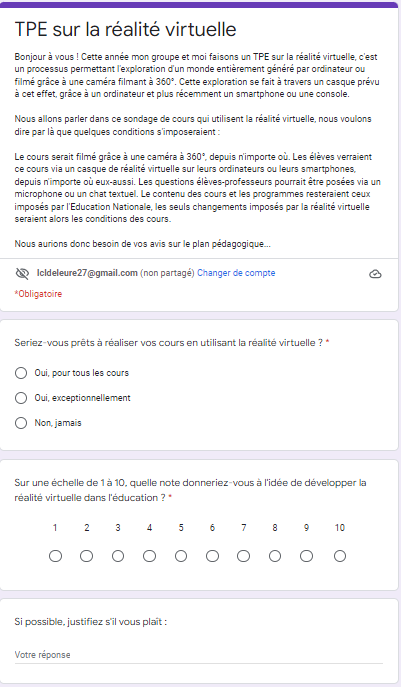 TPE sur la réalité virtuelle
Bonjour à vous ! Cette année mon groupe et moi faisons un TPE sur la réalité virtuelle, c'est
un processus permettant l'exploration d'un monde entièrement généré par ordinateur ou
filmé grâce à une caméra filmant à 360°. Cette exploration se fait à travers un casque prévu
à cet effet, grâce à un ordinateur et plus récemment un smartphone ou une console.
Nous allons parler dans ce sondage de cours qui utilisent la réalité virtuelle, nous voulons
dire par là que quelques conditions s'imposeraient :
Le cours serait filmé grâce à une caméra à 360°, depuis n'importe où. Les élèves verraient
ce cours via un casque de réalité virtuelle sur leurs ordinateurs ou leurs smartphones,
depuis n'importe où eux-aussi. Les questions élèves-professeurs pourrait être posées via un
microphone ou un chat textuel. Le contenu des cours et les programmes resteraient ceux
imposés par l'Education Nationale, les seuls changements imposés par la réalité virtuelle
seraient alors les conditions des cours.
Nous aurions donc besoin de vos avis sur le plan pédagogique...
lcldeleure27@gmail.com (non partagé) Changer de compte
*Obligatoire
Seriez-vous prêts à réaliser vos cours en utilisant la réalité virtuelle ? *
Oui, pour tous les cours
Oui, exceptionnellement
Non, jamais
Sur une échelle de 1 à 10, quelle note donneriez-vous à l'idée de développer la
réalité virtuelle dans l'éducation ? *
1 2 3 4 5 6 7 8 9 10
Si possible, justifiez s'il vous plaît :
Votre réponse